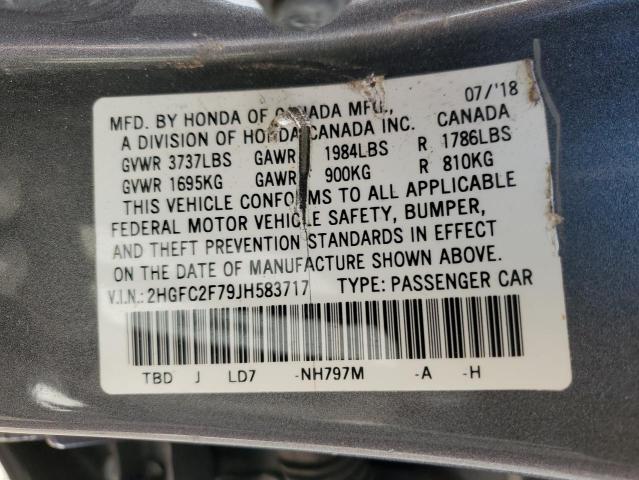 MFD. BY HONDA OF CANADA MFG., 07/'18
A DIVISION OF HONDA CANADA INC. CANADA
GVWR 3737LBS GAWR F 1984LBS R 1786LBS
GVWR 1695KG GAWR F 900KG R 810KG
THIS VEHICLE CONFORMS TO ALL APPLICABLE
FEDERAL MOTOR VEHICLE SAFETY, BUMPER,
AND THEFT PREVENTION STANDARDS IN EFFECT
ON THE DATE OF MANUFACTURE SHOWN ABOVE.
V.I.N.: 2HGFC2F79JH583717 TYPE: PASSENGER CAR
TBD J LD7 -NH797M -A -H